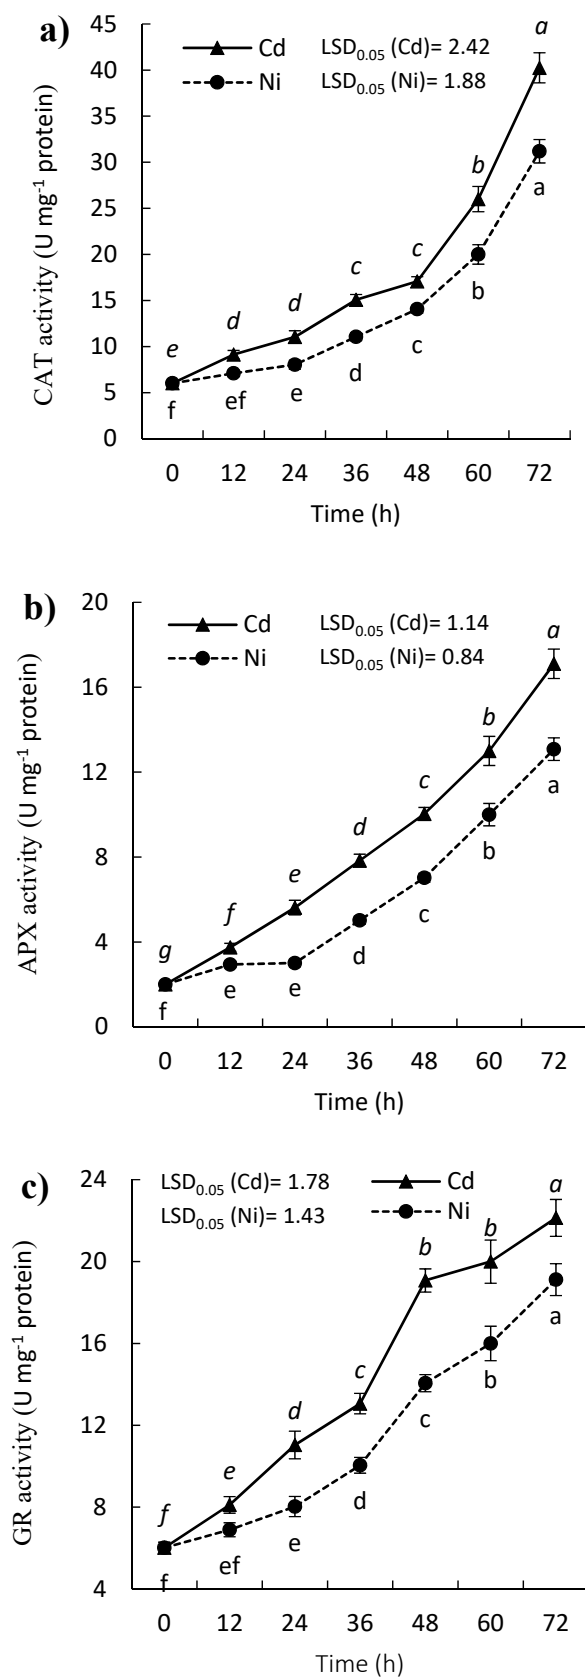 a)
Cd
LSD0.05 (Cd)= 2.42
Ni
LSD0.05 (Ni)= 1.88
CAT activity (U mg-1 protein)
45
40
35
30
25
20
15
10
5
0
e
d
d
c
c
b
a
f
ef
e
d
c
b
a
0 12 24 36 48 60 72
Time (h)
b)
Cd
LSD0.05 (Cd)= 1.14
Ni
LSD0.05 (Ni)= 0.84
APX activity (U mg-1 protein)
20
16
12
8
4
0
g
f
e
d
c
b
a
f
e
e
d
c
b
a
0 12 24 36 48 60 72
Time (h)
c)
LSD0.05 (Cd)= 1.78
Cd
LSD0.05 (Ni)= 1.43
Ni
GR activity (U mg-1 protein)
24
20
16
12
8
4
f
e
d
c
b
b
a
f
ef
e
d
c
b
a
0 12 24 36 48 60 72
Time (h)